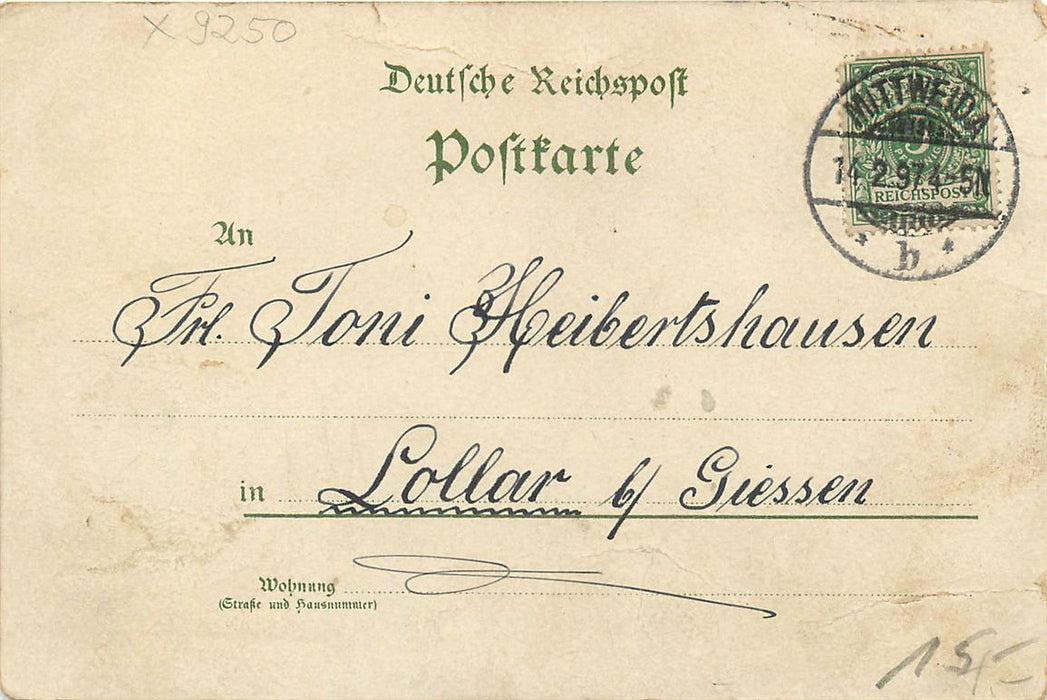 X 9250
Deutsche Reichspost
Postkarte
MITTWEIDA
5
14.2.97.4-5N
REICHSPOST
* b *
An
Frl. Toni Heibertshausen
in Lollar b/ Giessen
Wohnung
(Straße und Hausnummer)
15,-